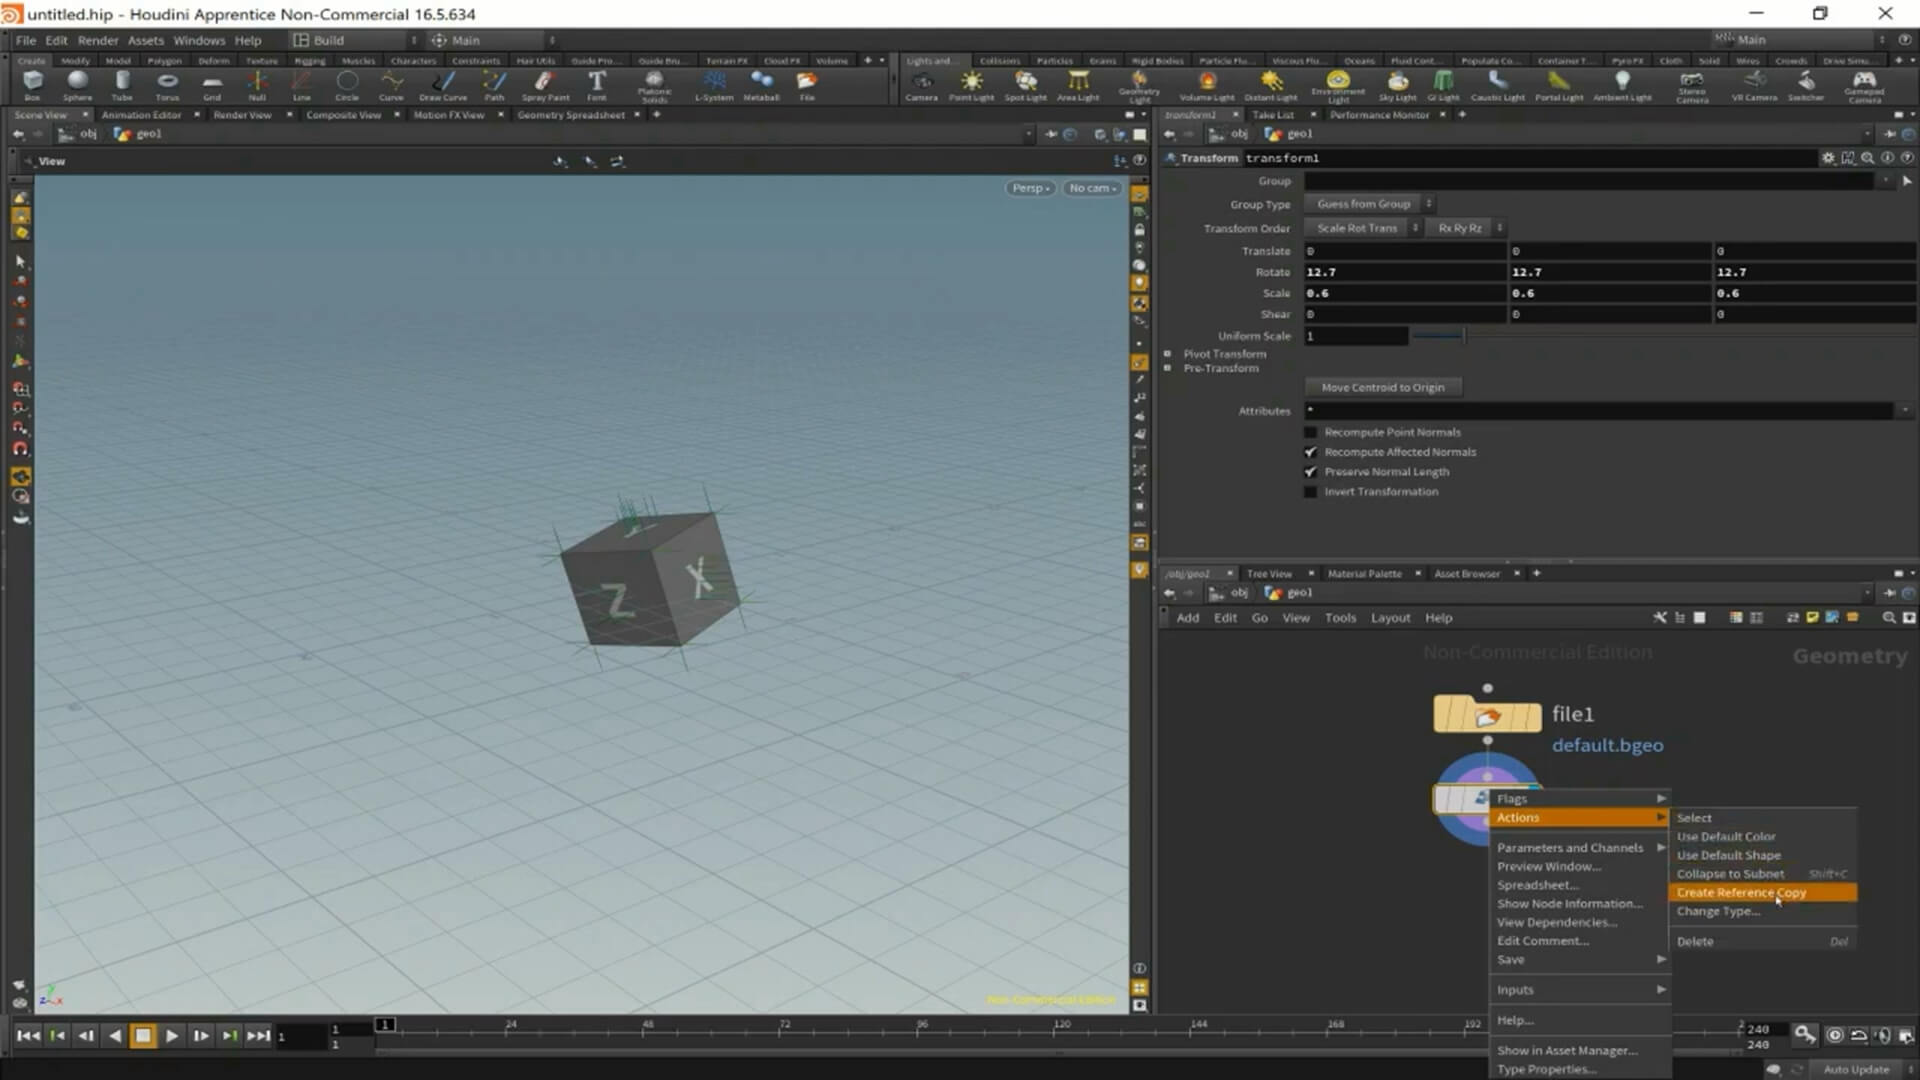 untitled.hip - Houdini Apprentice Non-Commercial 16.5.634
File Edit Render Assets Windows Help Build Main Main
Create Modify Model Polygon Deform Texture Rigging Muscles Characters Constraints Hair Utils Guide Pro... Guide Bru... Terrain FX Cloud FX Volume
Lights and... Collisions Particles Grains Rigid Bodies Particle Flu... Viscous Flu... Oceans Fluid Cont... Populate Co... Container T... Pyro FX Cloth Solid Wires Crowds Drive Simu...
Box Sphere Tube Torus Grid Null Line Circle Curve Draw Curve Path Spray Paint Font Platonic Solids L-System Metaball File
Camera Point Light Spot Light Area Light Geometry Light Volume Light Distant Light Environment Light Sky Light GI Light Caustic Light Portal Light Ambient Light Stereo Camera VR Camera Switcher Gamepad Camera
Scene View Animation Editor Render View Composite View Motion FX View Geometry Spreadsheet
transform1 Take List Performance Monitor
obj geo1
obj geo1
View
Persp No cam
Transform transform1
Group
Group Type Guess from Group
Transform Order Scale Rot Trans Rx Ry Rz
Translate 0 0 0
Rotate 12.7 12.7 12.7
Scale 0.6 0.6 0.6
Shear 0 0 0
Uniform Scale 1
Pivot Transform
Pre-Transform
Move Centroid to Origin
Attributes *
Recompute Point Normals
Recompute Affected Normals
Preserve Normal Length
Invert Transformation
Z X
/obj/geo1 Tree View Material Palette Asset Browser
obj geo1
Add Edit Go View Tools Layout Help
Non-Commercial Edition Geometry
file1
default.bgeo
Flags
Actions
Parameters and Channels
Preview Window...
Spreadsheet...
Show Node Information...
View Dependencies...
Edit Comment...
Save
Inputs
Help...
Show in Asset Manager...
Type Properties...
Select
Use Default Color
Use Default Shape
Collapse to Subnet Shift+C
Create Reference Copy
Change Type...
Delete Del
Non-Commercial Edition
1 1 1 1 24 48 72 96 120 144 168 192 240 240
Auto Update